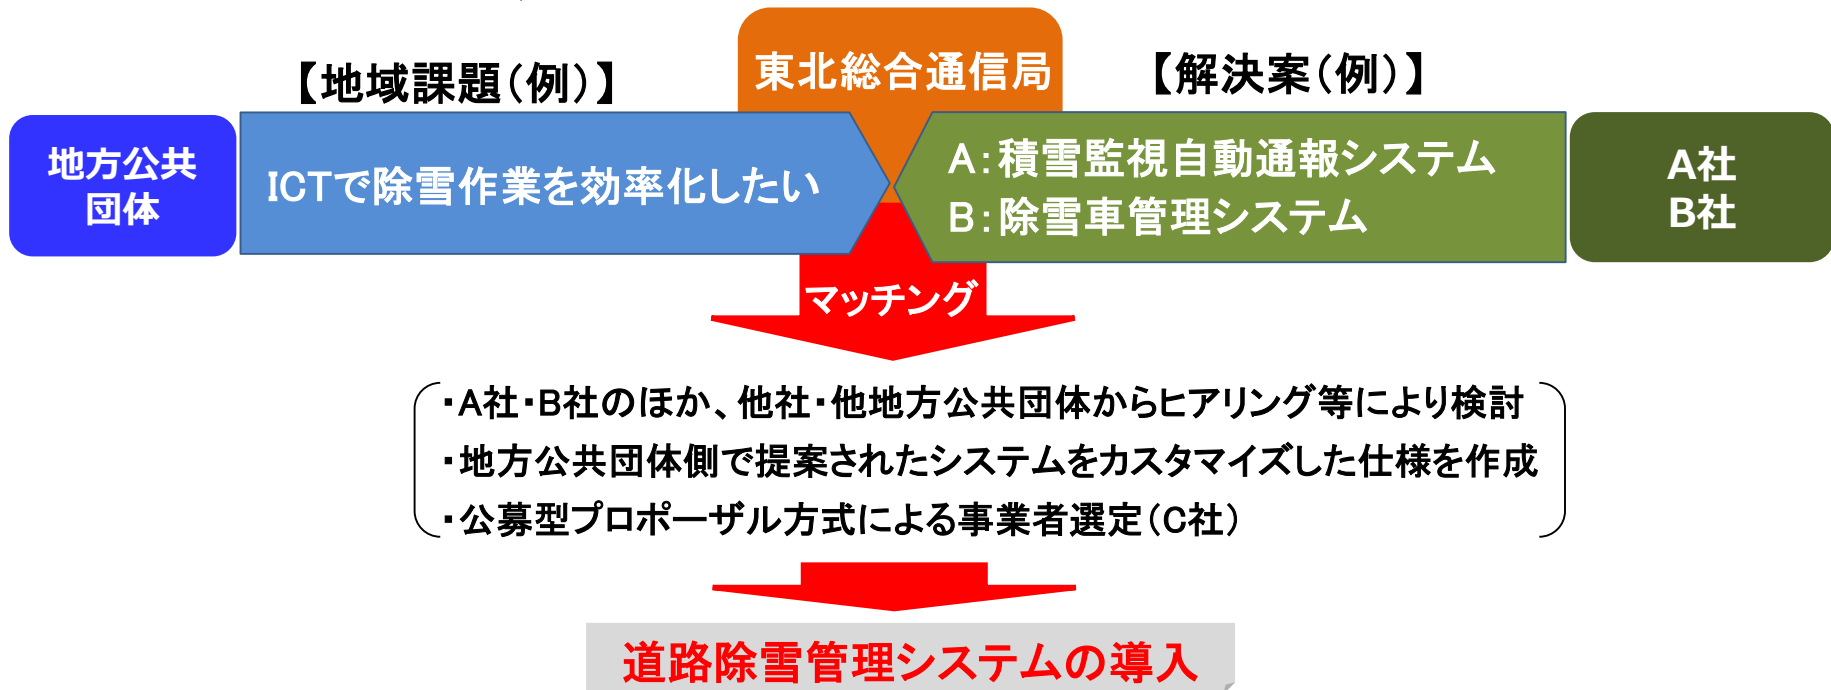 東北総合通信局
【地域課題(例)】
【解決案(例)】
地方公共
団体
ICTで除雪作業を効率化したい
A:積雪監視自動通報システム
B:除雪車管理システム
A社
B社
マッチング
・A社・B社のほか、他社・他地方公共団体からヒアリング等により検討
・地方公共団体側で提案されたシステムをカスタマイズした仕様を作成
・公募型プロポーザル方式による事業者選定(C社)
道路除雪管理システムの導入